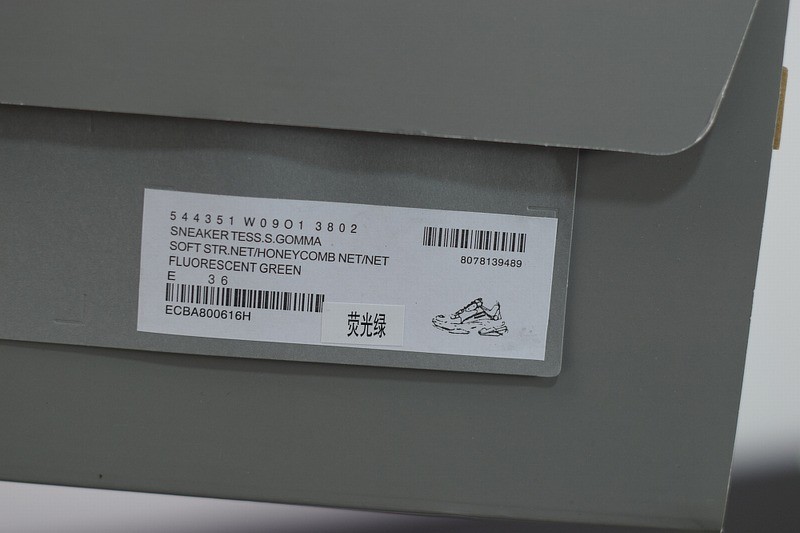 544351 W09O1 3802
SNEAKER TESS.S.GOMMA
SOFT STR.NET/HONEYCOMB NET/NET
FLUORESCENT GREEN
E 36
ECBA800616H
8078139489
荧光绿